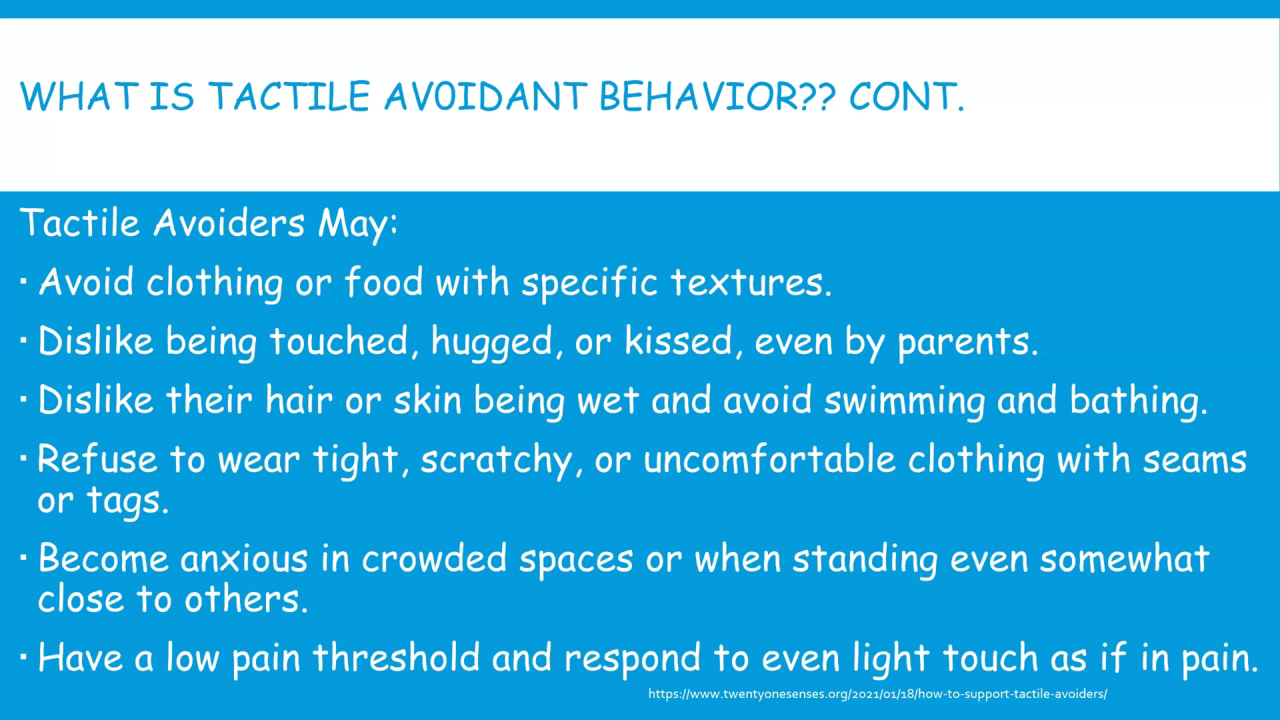 WHAT IS TACTILE AV0IDANT BEHAVIOR?? CONT.
Tactile Avoiders May:
▪ Avoid clothing or food with specific textures.
▪ Dislike being touched, hugged, or kissed, even by parents.
▪ Dislike their hair or skin being wet and avoid swimming and bathing.
▪ Refuse to wear tight, scratchy, or uncomfortable clothing with seams
or tags.
▪ Become anxious in crowded spaces or when standing even somewhat
close to others.
▪ Have a low pain threshold and respond to even light touch as if in pain.
https://www.twentyonesenses.org/2021/01/18/how-to-support-tactile-avoiders/